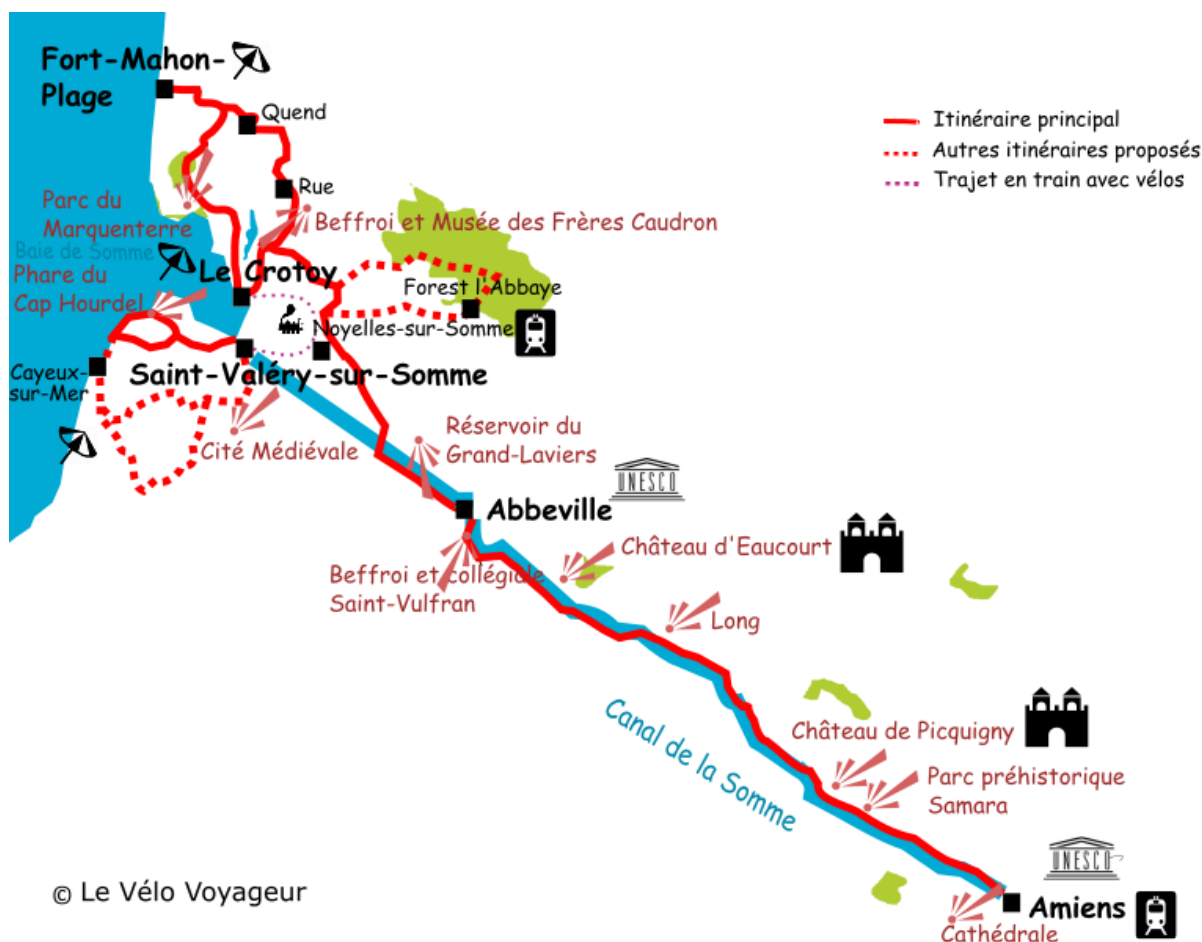 Fort-Mahon-
Plage
Quend
Itinéraire principal
Autres itinéraires proposés
Trajet en train avec vélos
Rue
Parc du
Marquenterre
Beffroi et Musée des Frères Caudron
Baie de Somme
Le Crotoy
Phare du
Cap Hourdel
Forest l'Abbaye
Noyelles-sur-Somme
Cayeux-
sur-Mer
Saint-Valéry-sur-Somme
Cité Médiévale
Réservoir du
Grand-Laviers
UNESCO
Abbeville
Château d'Eaucourt
Beffroi et collégiale
Saint-Vulfran
Long
Canal de la Somme
Château de Picquigny
Parc préhistorique
Samara
UNESCO
© Le Vélo Voyageur
Amiens
Cathédrale